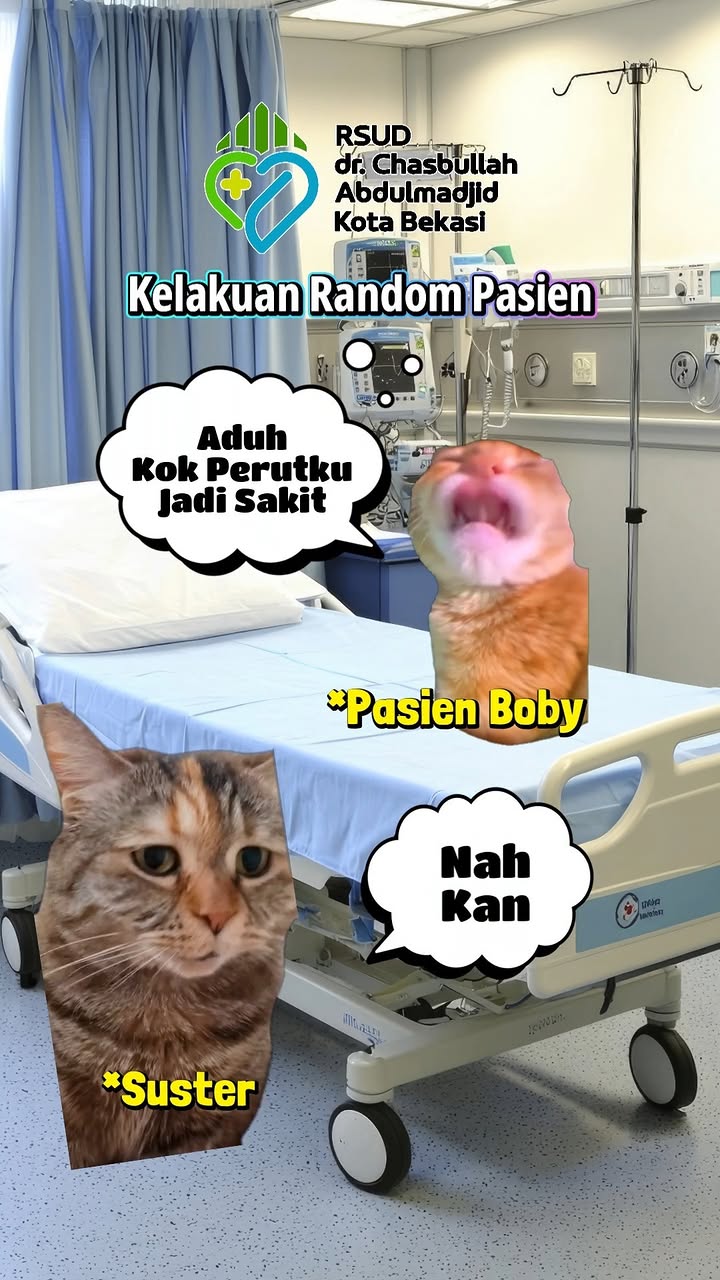 RSUD
dr. Chasbullah
Abdulmadjid
Kota Bekasi
Kelakuan Random Pasien
Aduh
Kok Perutku
Jadi Sakit
*Pasien Boby
Nah
Kan
*Suster